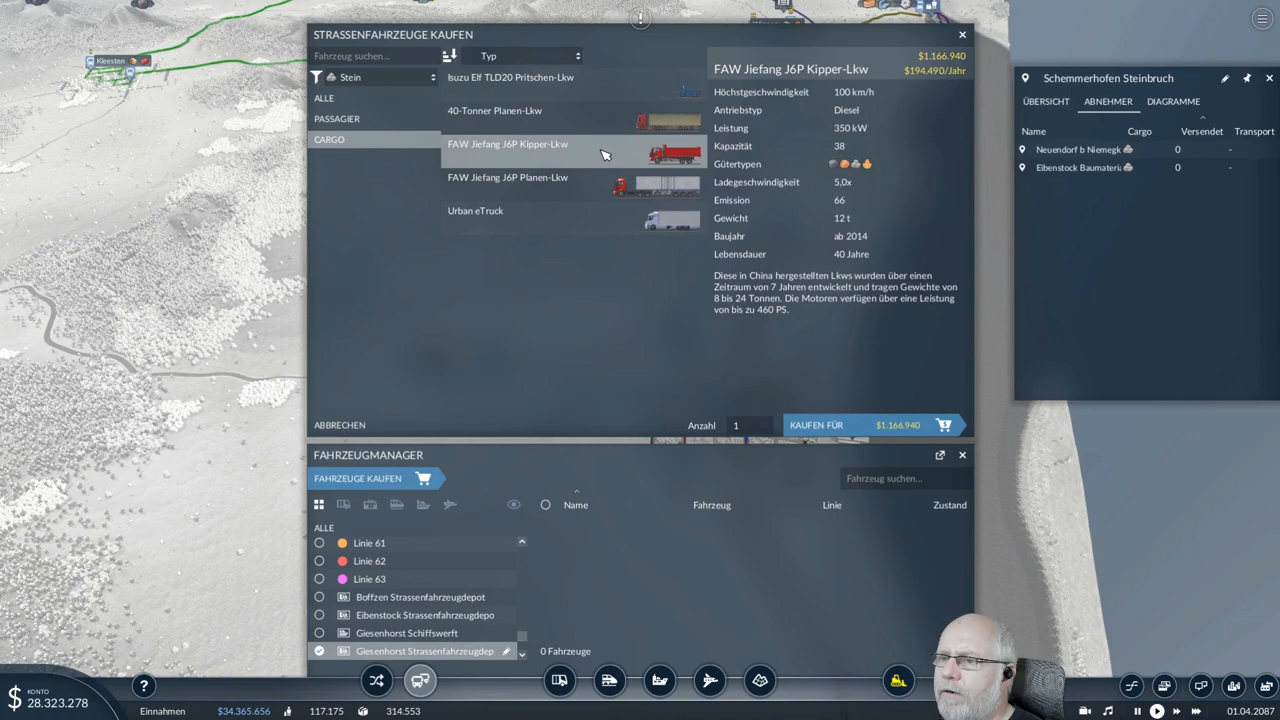 STRASSENFAHRZEUGE KAUFEN
Fahrzeug suchen...
Typ
Stein
ALLE
PASSAGIER
CARGO
Isuzu Elf TLD20 Pritschen-Lkw
40-Tonner Planen-Lkw
FAW Jiefang J6P Kipper-Lkw
FAW Jiefang J6P Planen-Lkw
Urban eTruck
$1.166.940
FAW Jiefang J6P Kipper-Lkw
$194.490/Jahr
Höchstgeschwindigkeit 100 km/h
Antriebstyp Diesel
Leistung 350 kW
Kapazität 38
Gütertypen
Ladegeschwindigkeit 5,0x
Emission 66
Gewicht 12 t
Baujahr ab 2014
Lebensdauer 40 Jahre
Diese in China hergestellten Lkws wurden über einen
Zeitraum von 7 Jahren entwickelt und tragen Gewichte von
8 bis 24 Tonnen. Die Motoren verfügen über eine Leistung
von bis zu 460 PS.
ABBRECHEN
Anzahl 1
KAUFEN FÜR $1.166.940
Schemmerhofen Steinbruch
ÜBERSICHT ABNEHMER DIAGRAMME
Name Cargo Versendet Transport
Neuendorf b Niemegk 0 -
Eibenstock Baumateria 0 -
Kleesten
FAHRZEUGMANAGER
FAHRZEUGE KAUFEN
Fahrzeug suchen...
Name Fahrzeug Linie Zustand
ALLE
Linie 61
Linie 62
Linie 63
Boffzen Strassenfahrzeugdepot
Eibenstock Strassenfahrzeugdepo
Giesenhorst Schiffswerft
Giesenhorst Strassenfahrzeugdep
0 Fahrzeuge
$ KONTO
28.323.278
?
Einnahmen $34.365.656 117.175 314.553
01.04.2087